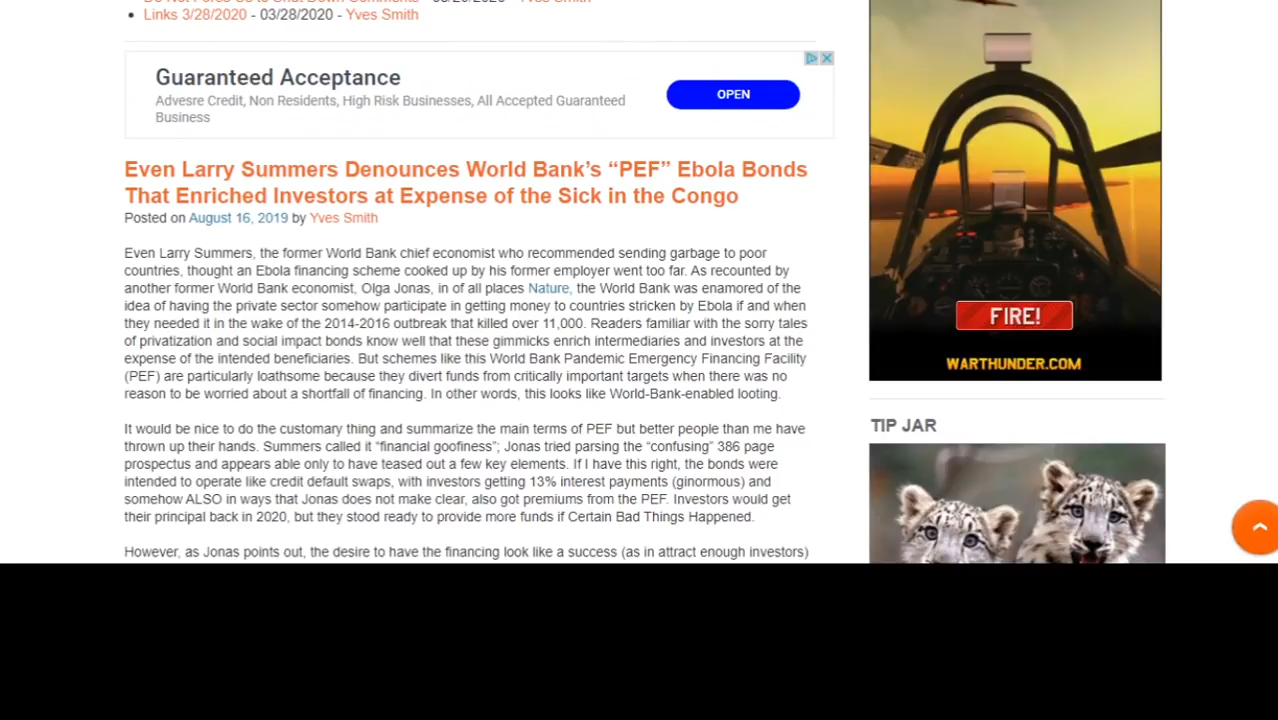 Links 3/28/2020 - 03/28/2020 - Yves Smith
Guaranteed Acceptance
Advesre Credit, Non Residents, High Risk Businesses, All Accepted Guaranteed
Business
OPEN
Even Larry Summers Denounces World Bank’s “PEF” Ebola Bonds
That Enriched Investors at Expense of the Sick in the Congo
Posted on August 16, 2019 by Yves Smith
Even Larry Summers, the former World Bank chief economist who recommended sending garbage to poor
countries, thought an Ebola financing scheme cooked up by his former employer went too far. As recounted by
another former World Bank economist, Olga Jonas, in of all places Nature, the World Bank was enamored of the
idea of having the private sector somehow participate in getting money to countries stricken by Ebola if and when
they needed it in the wake of the 2014-2016 outbreak that killed over 11,000. Readers familiar with the sorry tales
of privatization and social impact bonds know well that these gimmicks enrich intermediaries and investors at the
expense of the intended beneficiaries. But schemes like this World Bank Pandemic Emergency Financing Facility
(PEF) are particularly loathsome because they divert funds from critically important targets when there was no
reason to be worried about a shortfall of financing. In other words, this looks like World-Bank-enabled looting.
It would be nice to do the customary thing and summarize the main terms of PEF but better people than me have
thrown up their hands. Summers called it “financial goofiness”; Jonas tried parsing the “confusing” 386 page
prospectus and appears able only to have teased out a few key elements. If I have this right, the bonds were
intended to operate like credit default swaps, with investors getting 13% interest payments (ginormous) and
somehow ALSO in ways that Jonas does not make clear, also got premiums from the PEF. Investors would get
their principal back in 2020, but they stood ready to provide more funds if Certain Bad Things Happened.
However, as Jonas points out, the desire to have the financing look like a success (as in attract enough investors)
FIRE!
WARTHUNDER.COM
TIP JAR